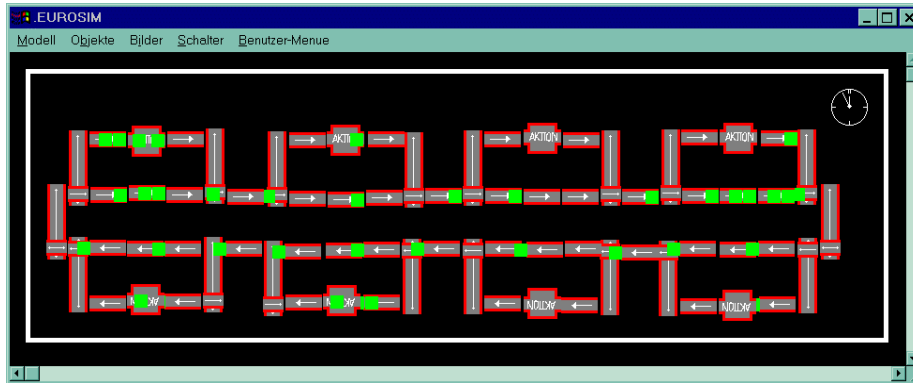 .EUROSIM
Modell Objekte Bilder Schalter Benutzer-Menue
AKTION AKTION AKTION
AKTION AKTION